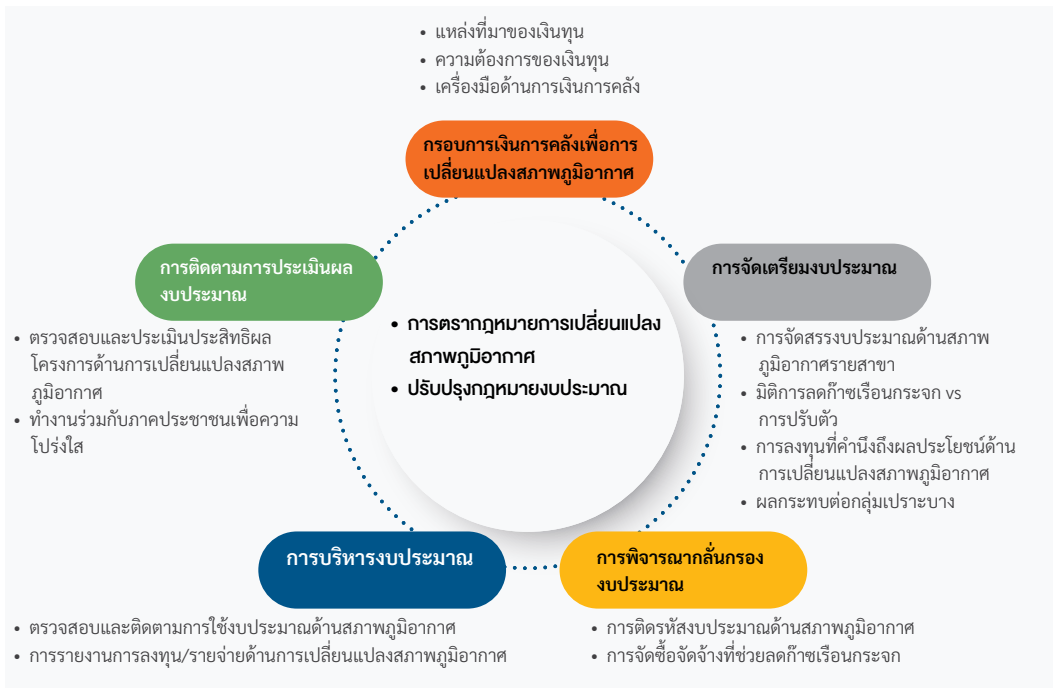 • แหล่งที่มาของเงินทุน
• ความต้องการของเงินทุน
• เครื่องมือด้านการเงินการคลัง
กรอบการเงินการคลังเพื่อการ
เปลี่ยนแปลงสภาพภูมิอากาศ
การจัดเตรียมงบประมาณ
• การจัดสรรงบประมาณด้านสภาพ
ภูมิอากาศรายสาขา
• มิติการลดก๊าซเรือนกระจก vs
การปรับตัว
• การลงทุนที่คำนึงถึงผลประโยชน์ด้าน
การเปลี่ยนแปลงสภาพภูมิอากาศ
• ผลกระทบต่อกลุ่มเปราะบาง
การพิจารณากลั่นกรอง
งบประมาณ
• การติดรหัสงบประมาณด้านสภาพภูมิอากาศ
• การจัดซื้อจัดจ้างที่ช่วยลดก๊าซเรือนกระจก
การบริหารงบประมาณ
• ตรวจสอบและติดตามการใช้งบประมาณด้านสภาพภูมิอากาศ
• การรายงานการลงทุน/รายจ่ายด้านการเปลี่ยนแปลงสภาพภูมิอากาศ
การติดตามการประเมินผล
งบประมาณ
• ตรวจสอบและประเมินประสิทธิผล
โครงการด้านการเปลี่ยนแปลงสภาพ
ภูมิอากาศ
• ทำงานร่วมกับภาคประชาชนเพื่อความ
โปร่งใส
• การตรากฎหมายการเปลี่ยนแปลง
สภาพภูมิอากาศ
• ปรับปรุงกฎหมายงบประมาณ